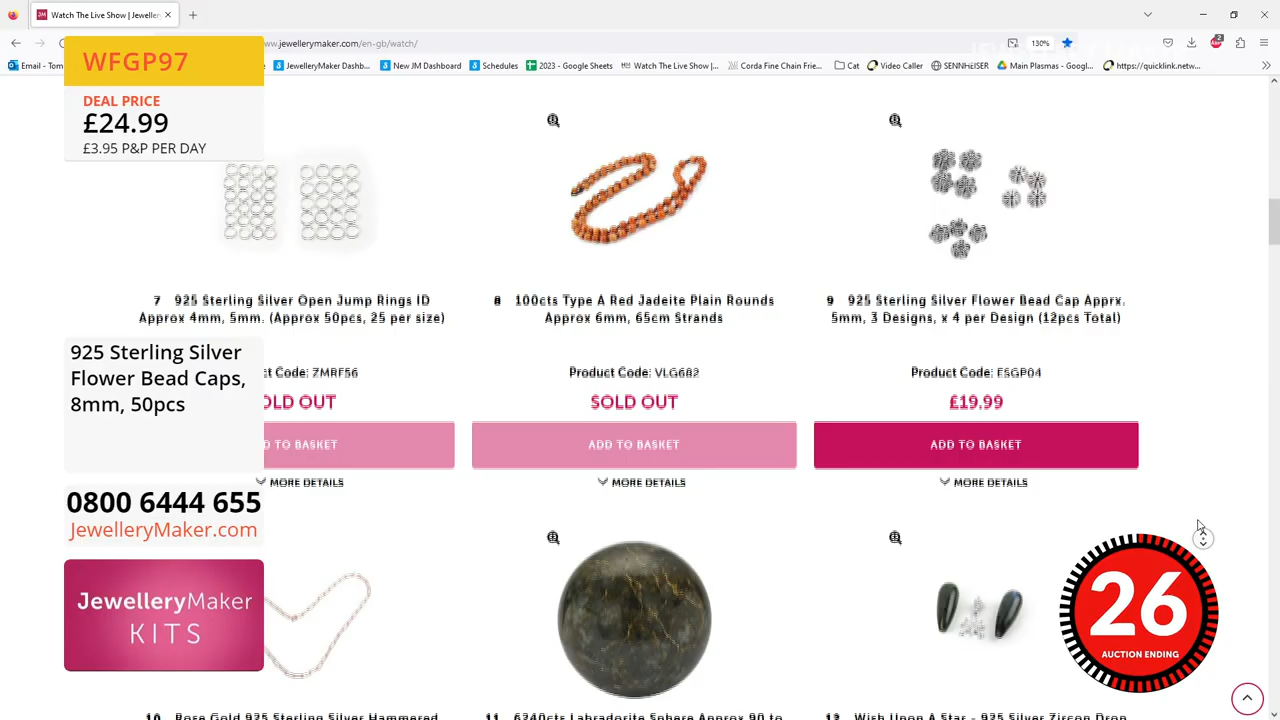 Watch The Live Show | Jeweller
w.jewellerymaker.com/en-gb/watch/
130%
2
Email - Tom
JewelleryMaker Dashb...
New JM Dashboard
Schedules
2023 - Google Sheets
Watch The Live Show |...
Corda Fine Chain Frie...
Cat
Video Caller
SENNHEISER
Main Plasmas - Googl...
https://quicklink.netw...
WFGP97
DEAL PRICE
£24.99
£3.95 P&P PER DAY
7 925 Sterling Silver Open Jump Rings ID
Approx 4mm, 5mm. (Approx 50pcs, 25 per size)
8 100cts Type A Red Jadeite Plain Rounds
Approx 6mm, 65cm Strands
9 925 Sterling Silver Flower Bead Cap Apprx.
5mm, 3 Designs, x 4 per Design (12pcs Total)
925 Sterling Silver
Flower Bead Caps,
8mm, 50pcs
ct Code: ZMRF56
Product Code: VLG682
Product Code: ESGP04
OLD OUT
SOLD OUT
£19.99
D TO BASKET
ADD TO BASKET
ADD TO BASKET
MORE DETAILS
MORE DETAILS
MORE DETAILS
0800 6444 655
JewelleryMaker.com
JewelleryMaker
KITS
26
AUCTION ENDING
10 Rose Gold 925 Sterling Silver Hammered
11 6240cts Labradorite Sphere Approx 90 to
12 Wish Upon A Star - 925 Silver Zircon Drop